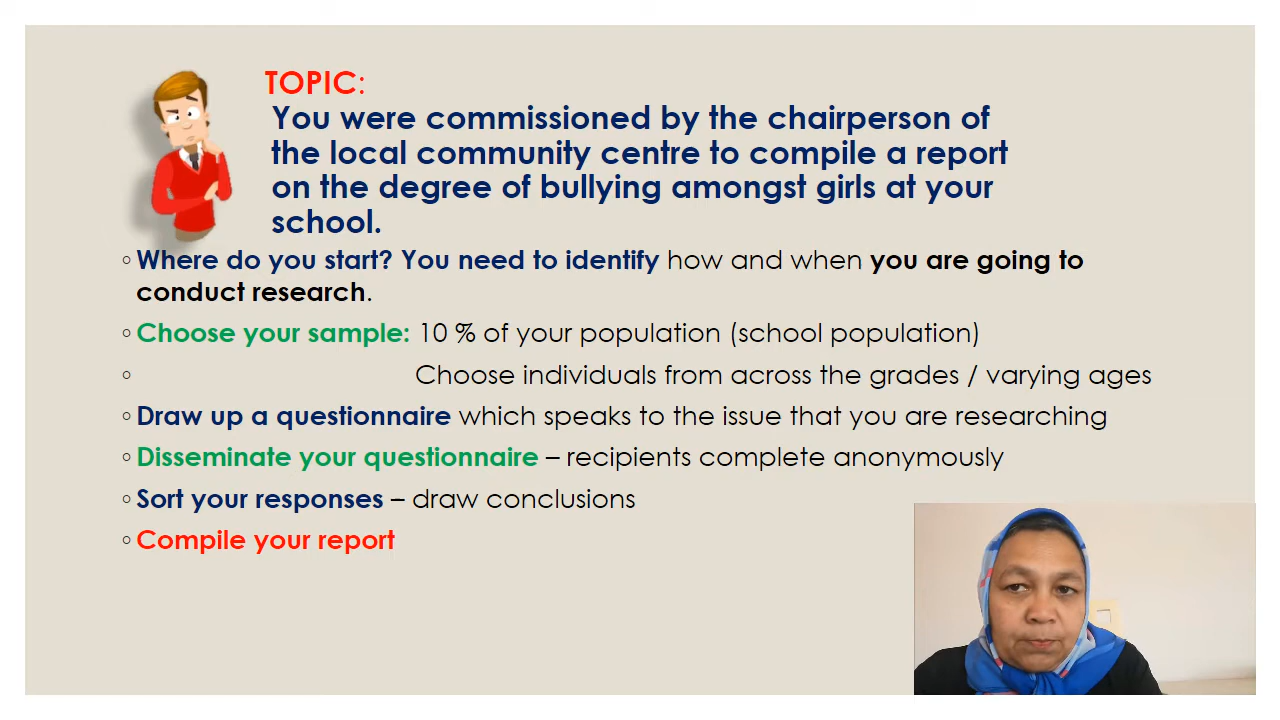 TOPIC:
You were commissioned by the chairperson of
the local community centre to compile a report
on the degree of bullying amongst girls at your
school.
◦ Where do you start? You need to identify how and when you are going to
conduct research.
◦ Choose your sample: 10 % of your population (school population)
◦ Choose individuals from across the grades / varying ages
◦ Draw up a questionnaire which speaks to the issue that you are researching
◦ Disseminate your questionnaire – recipients complete anonymously
◦ Sort your responses – draw conclusions
◦ Compile your report